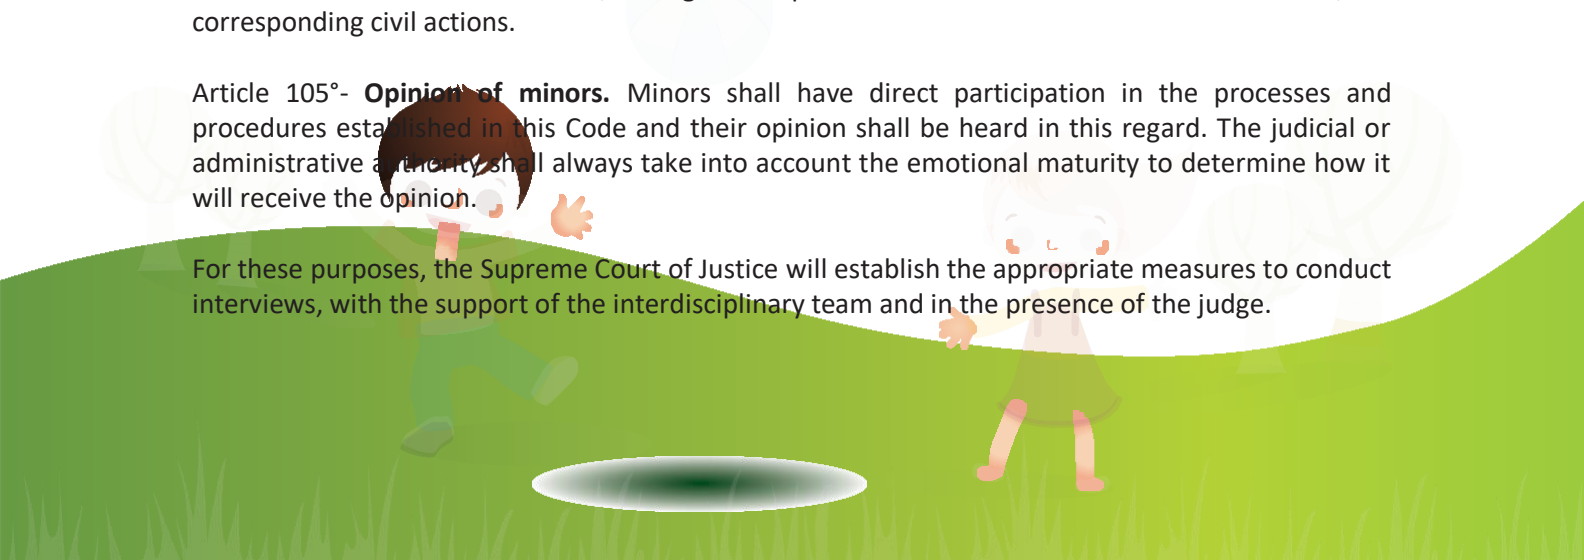 corresponding civil actions.
Article 105°- Opinion of minors. Minors shall have direct participation in the processes and
procedures established in this Code and their opinion shall be heard in this regard. The judicial or
administrative authority shall always take into account the emotional maturity to determine how it
will receive the opinion.
For these purposes, the Supreme Court of Justice will establish the appropriate measures to conduct
interviews, with the support of the interdisciplinary team and in the presence of the judge.